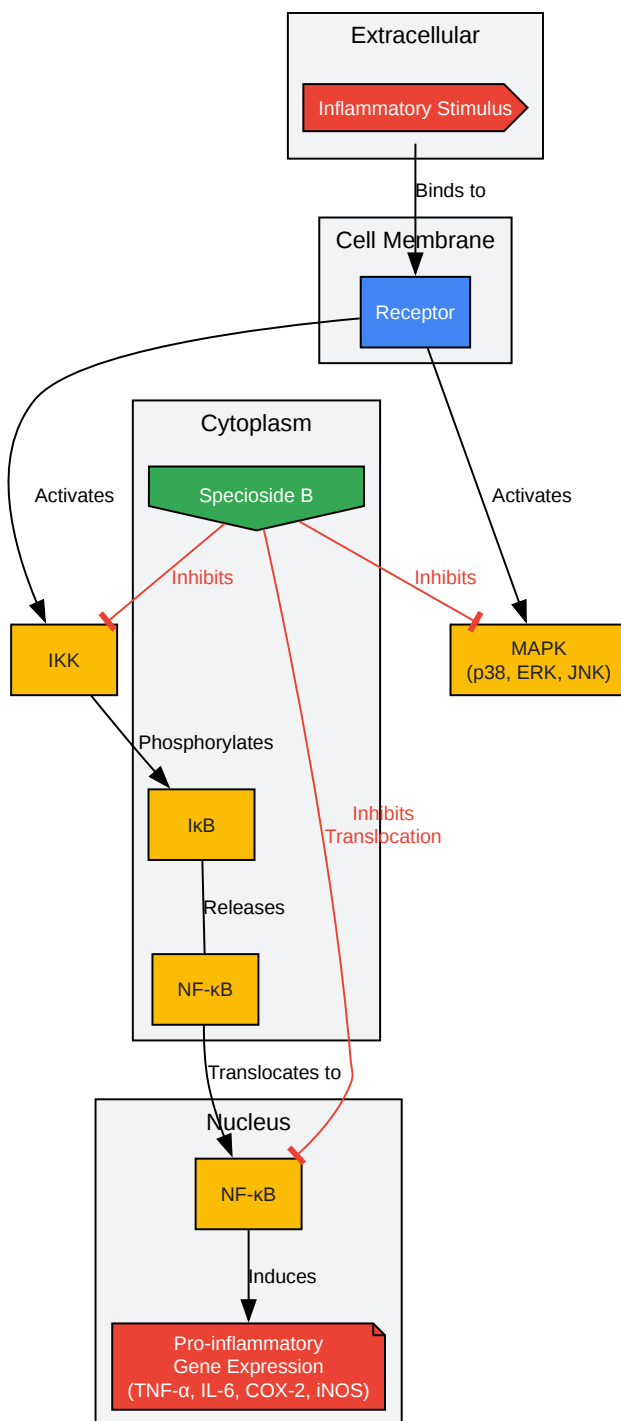 Extracellular
Inflammatory Stimulus
Binds to
Cell Membrane
Receptor
Cytoplasm
Specioside B
Activates
Activates
Inhibits
Inhibits
IKK
MAPK
(p38, ERK, JNK)
Phosphorylates
IκB
Inhibits
Translocation
Releases
NF-κB
Translocates to
Nucleus
NF-κB
Induces
Pro-inflammatory
Gene Expression
(TNF-α, IL-6, COX-2, iNOS)